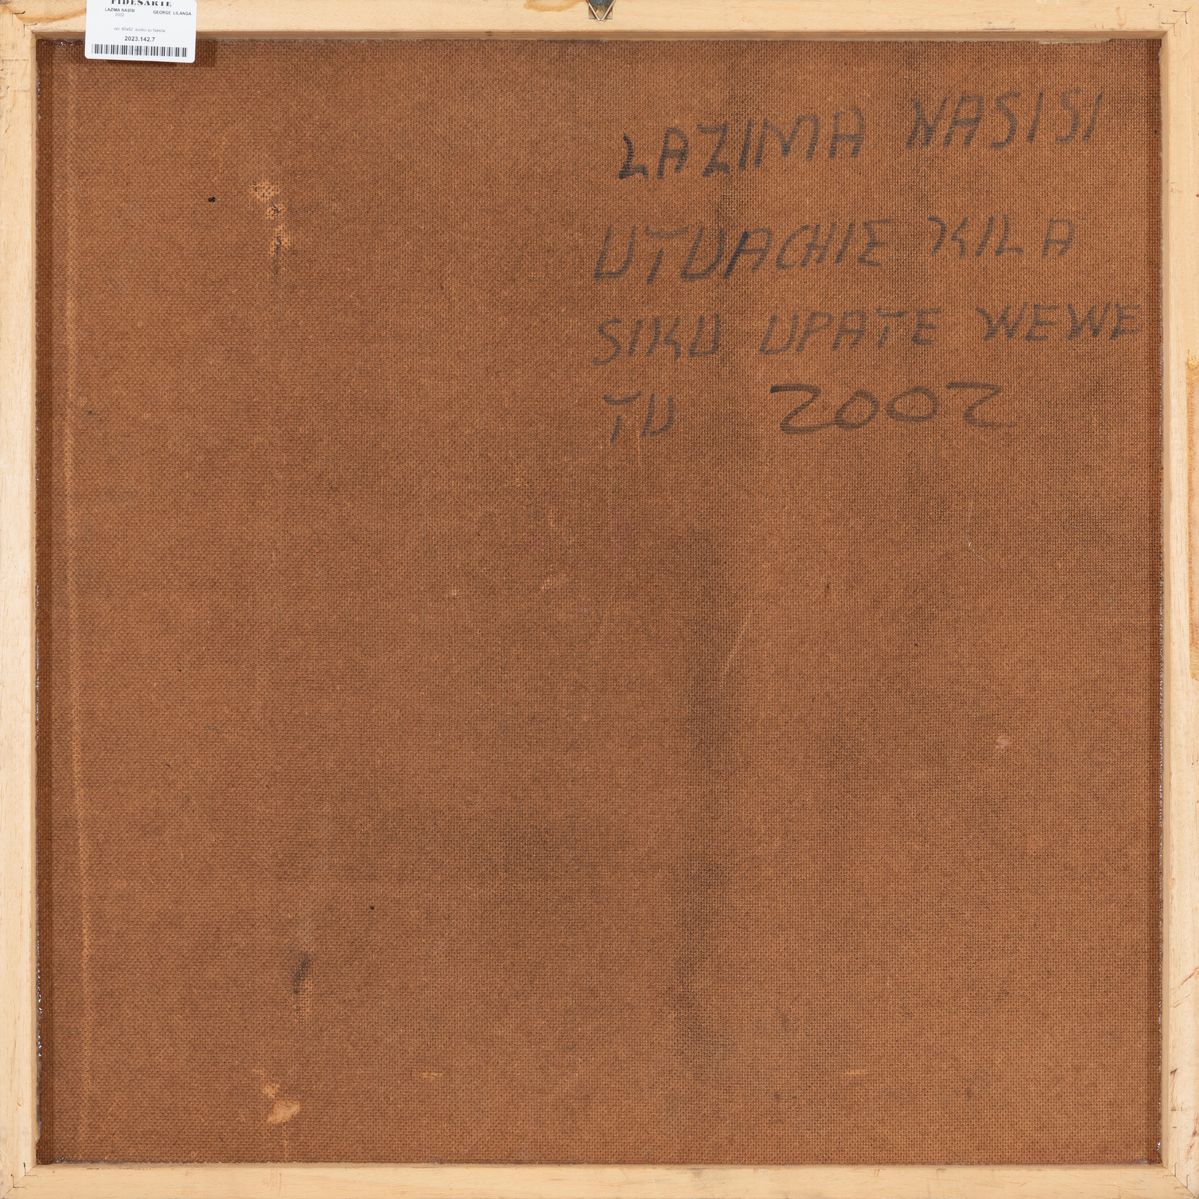 FIDESARTE
LAZIMA NASISI GEORGE LILANGA
2002
2023.142.7
LAZIMA NASISI
UTUACHIE KILA
SIKU UPATE WEWE
TU 2002